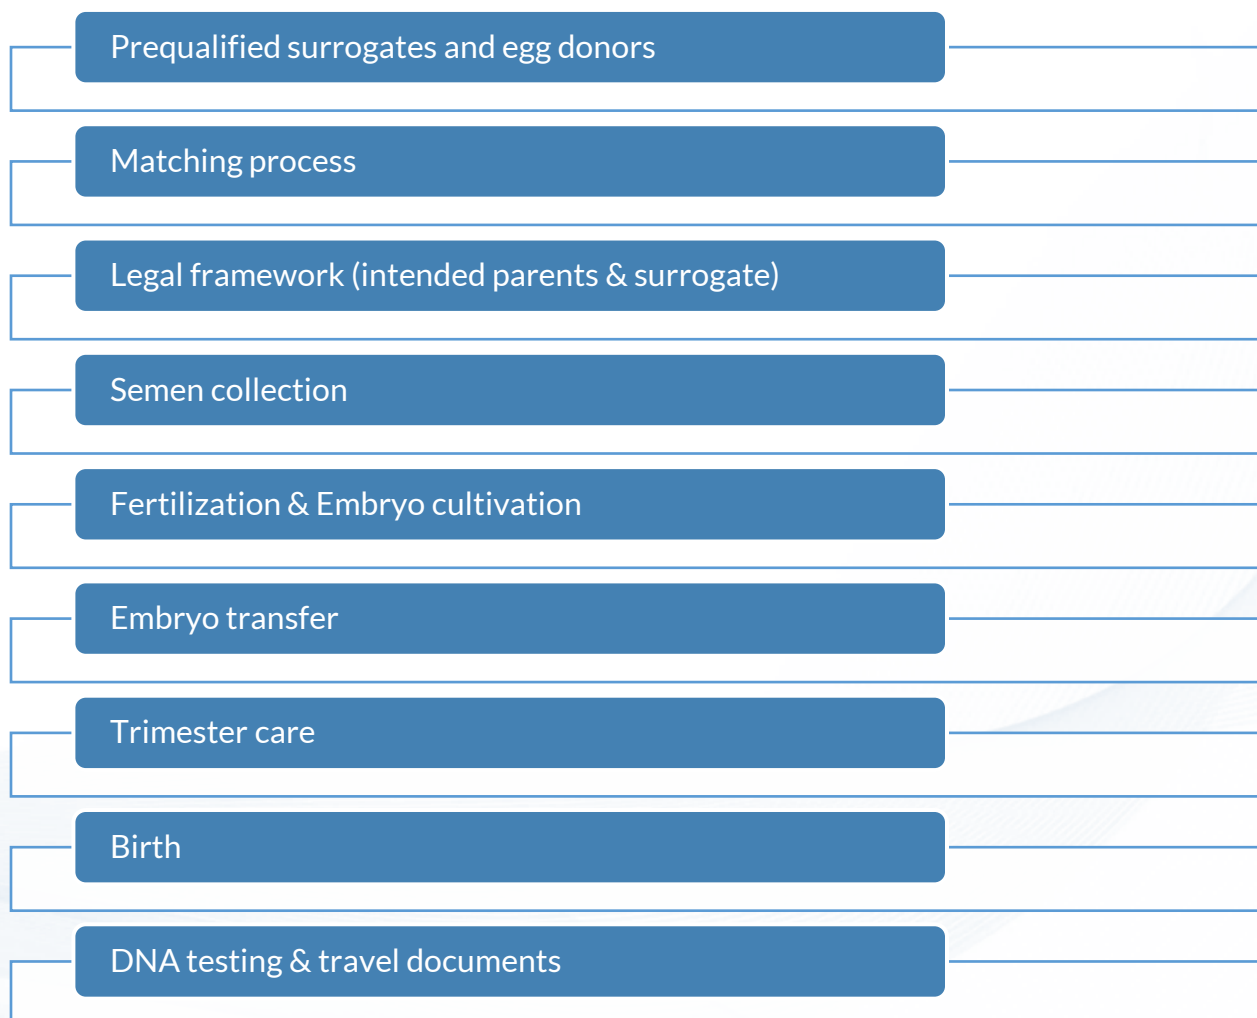 Prequalified surrogates and egg donors
Matching process
Legal framework (intended parents & surrogate)
Semen collection
Fertilization & Embryo cultivation
Embryo transfer
Trimester care
Birth
DNA testing & travel documents